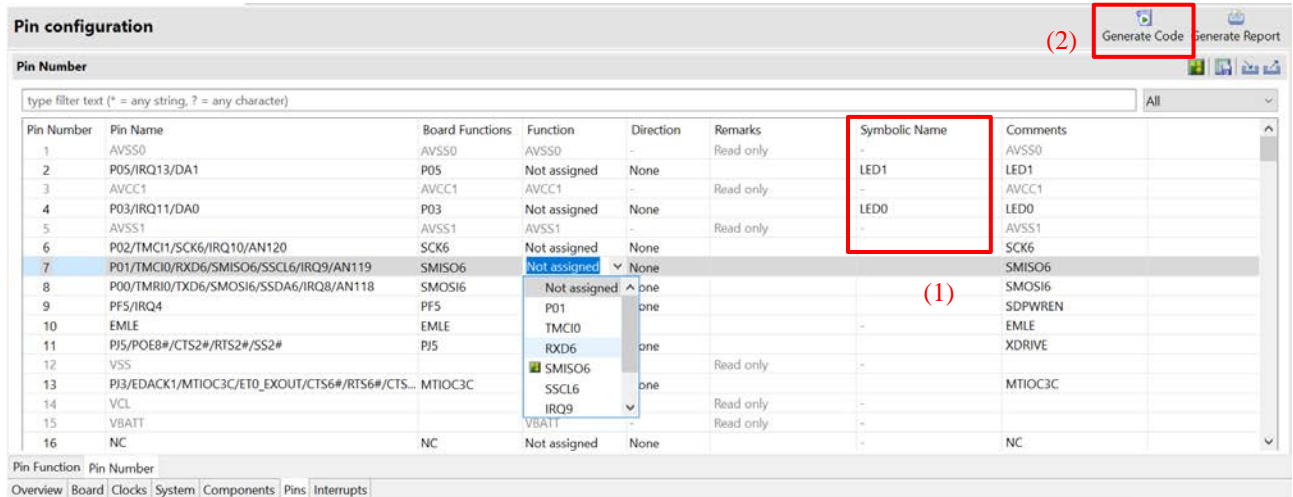 Pin configuration
(2)
Generate Code Generate Report
Pin Number
type filter text (* = any string, ? = any character) All
Pin Number Pin Name Board Functions Function Direction Remarks Symbolic Name Comments
1 AVSS0 AVSS0 AVSS0 - Read only - AVSS0
2 P05/IRQ13/DA1 P05 Not assigned None LED1 LED1
3 AVCC1 AVCC1 AVCC1 - Read only - AVCC1
4 P03/IRQ11/DA0 P03 Not assigned None LED0 LED0
5 AVSS1 AVSS1 AVSS1 - Read only - AVSS1
6 P02/TMCI1/SCK6/IRQ10/AN120 SCK6 Not assigned None SCK6
7 P01/TMCI0/RXD6/SMISO6/SSCL6/IRQ9/AN119 SMISO6 Not assigned None SMISO6
8 P00/TMRI0/TXD6/SMOSI6/SSDA6/IRQ8/AN118 SMOSI6 Not assigned one SMOSI6
9 PF5/IRQ4 PF5 P01 one SDPWREN
(1)
10 EMLE EMLE TMCI0 - EMLE
11 PJ5/POE8#/CTS2#/RTS2#/SS2# PJ5 RXD6 one XDRIVE
12 VSS SMISO6 Read only -
13 PJ3/EDACK1/MTIOC3C/ET0_EXOUT/CTS6#/RTS6#/CTS... MTIOC3C SSCL6 one MTIOC3C
14 VCL IRQ9 Read only -
15 VBATT VBATT - Read only -
16 NC NC Not assigned None - NC
Pin Function Pin Number
Overview Board Clocks System Components Pins Interrupts